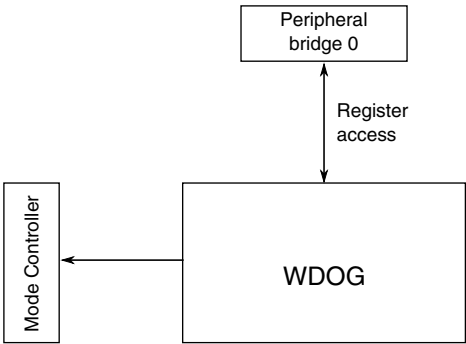 Peripheral
bridge 0
Register
access
Mode Controller
WDOG